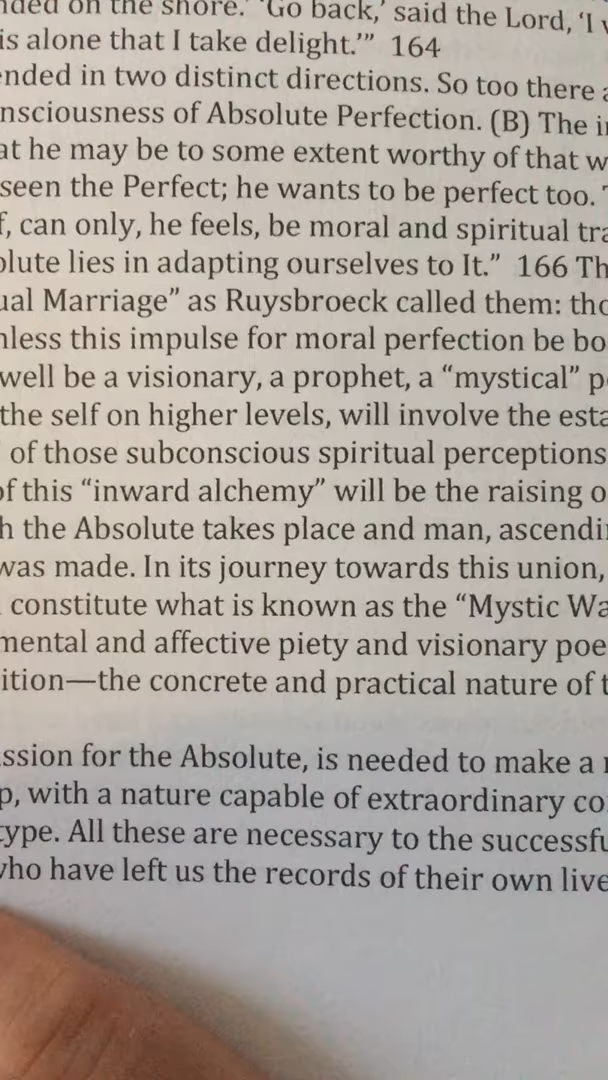 on the shore.’ ‘Go back,’ said the Lord, ‘I
is alone that I take delight.’” 164
ended in two distinct directions. So too there
nsciousness of Absolute Perfection. (B) The
at he may be to some extent worthy of that
seen the Perfect; he wants to be perfect too.
f, can only, he feels, be moral and spiritual tra
olute lies in adapting ourselves to It.” 166 Th
ual Marriage” as Ruysbroeck called them: tho
nless this impulse for moral perfection be bo
well be a visionary, a prophet, a “mystical” p
the self on higher levels, will involve the esta
of those subconscious spiritual perceptions
of this “inward alchemy” will be the raising o
h the Absolute takes place and man, ascendi
was made. In its journey towards this union,
constitute what is known as the “Mystic Wa
mental and affective piety and visionary poe
ition—the concrete and practical nature of t
ssion for the Absolute, is needed to make a
p, with a nature capable of extraordinary co
type. All these are necessary to the successfu
who have left us the records of their own live